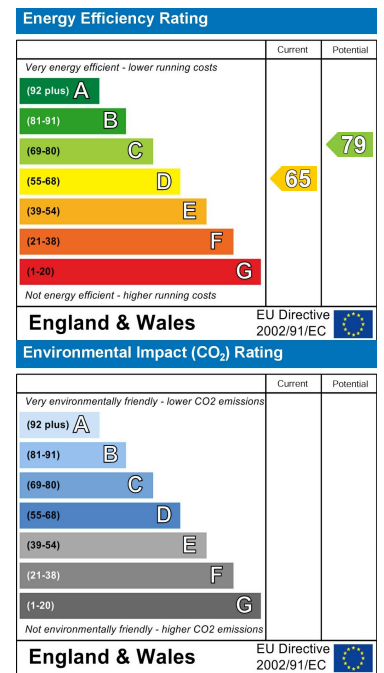 Energy Efficiency Rating
Current Potential
Very energy efficient - lower running costs
(92 plus) A
(81-91) B
(69-80) C
79
(55-68) D
65
(39-54) E
(21-38) F
(1-20) G
Not energy efficient - higher running costs
England & Wales
EU Directive
2002/91/EC
Environmental Impact (CO₂) Rating
Current Potential
Very environmentally friendly - lower CO2 emissions
(92 plus) A
(81-91) B
(69-80) C
(55-68) D
(39-54) E
(21-38) F
(1-20) G
Not environmentally friendly - higher CO2 emissions
England & Wales
EU Directive
2002/91/EC